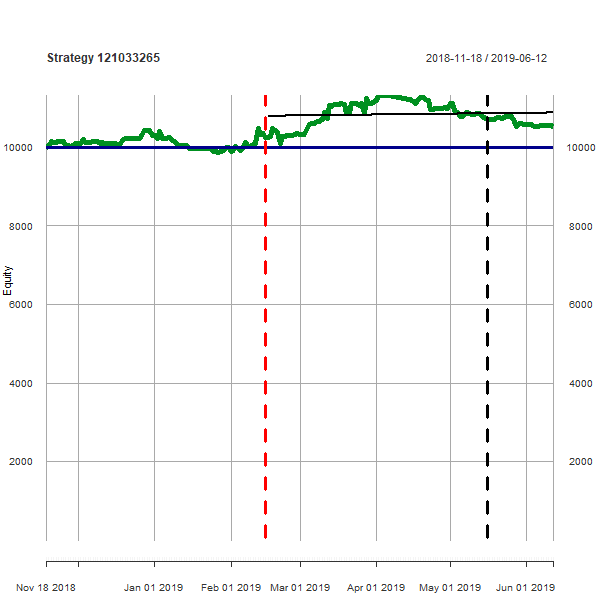 Strategy 121033265
2018-11-18 / 2019-06-12
10000
10000
8000
8000
Equity
6000
6000
4000
4000
2000
2000
Nov 18 2018
Jan 01 2019
Feb 01 2019
Mar 01 2019
Apr 01 2019
May 01 2019
Jun 01 2019